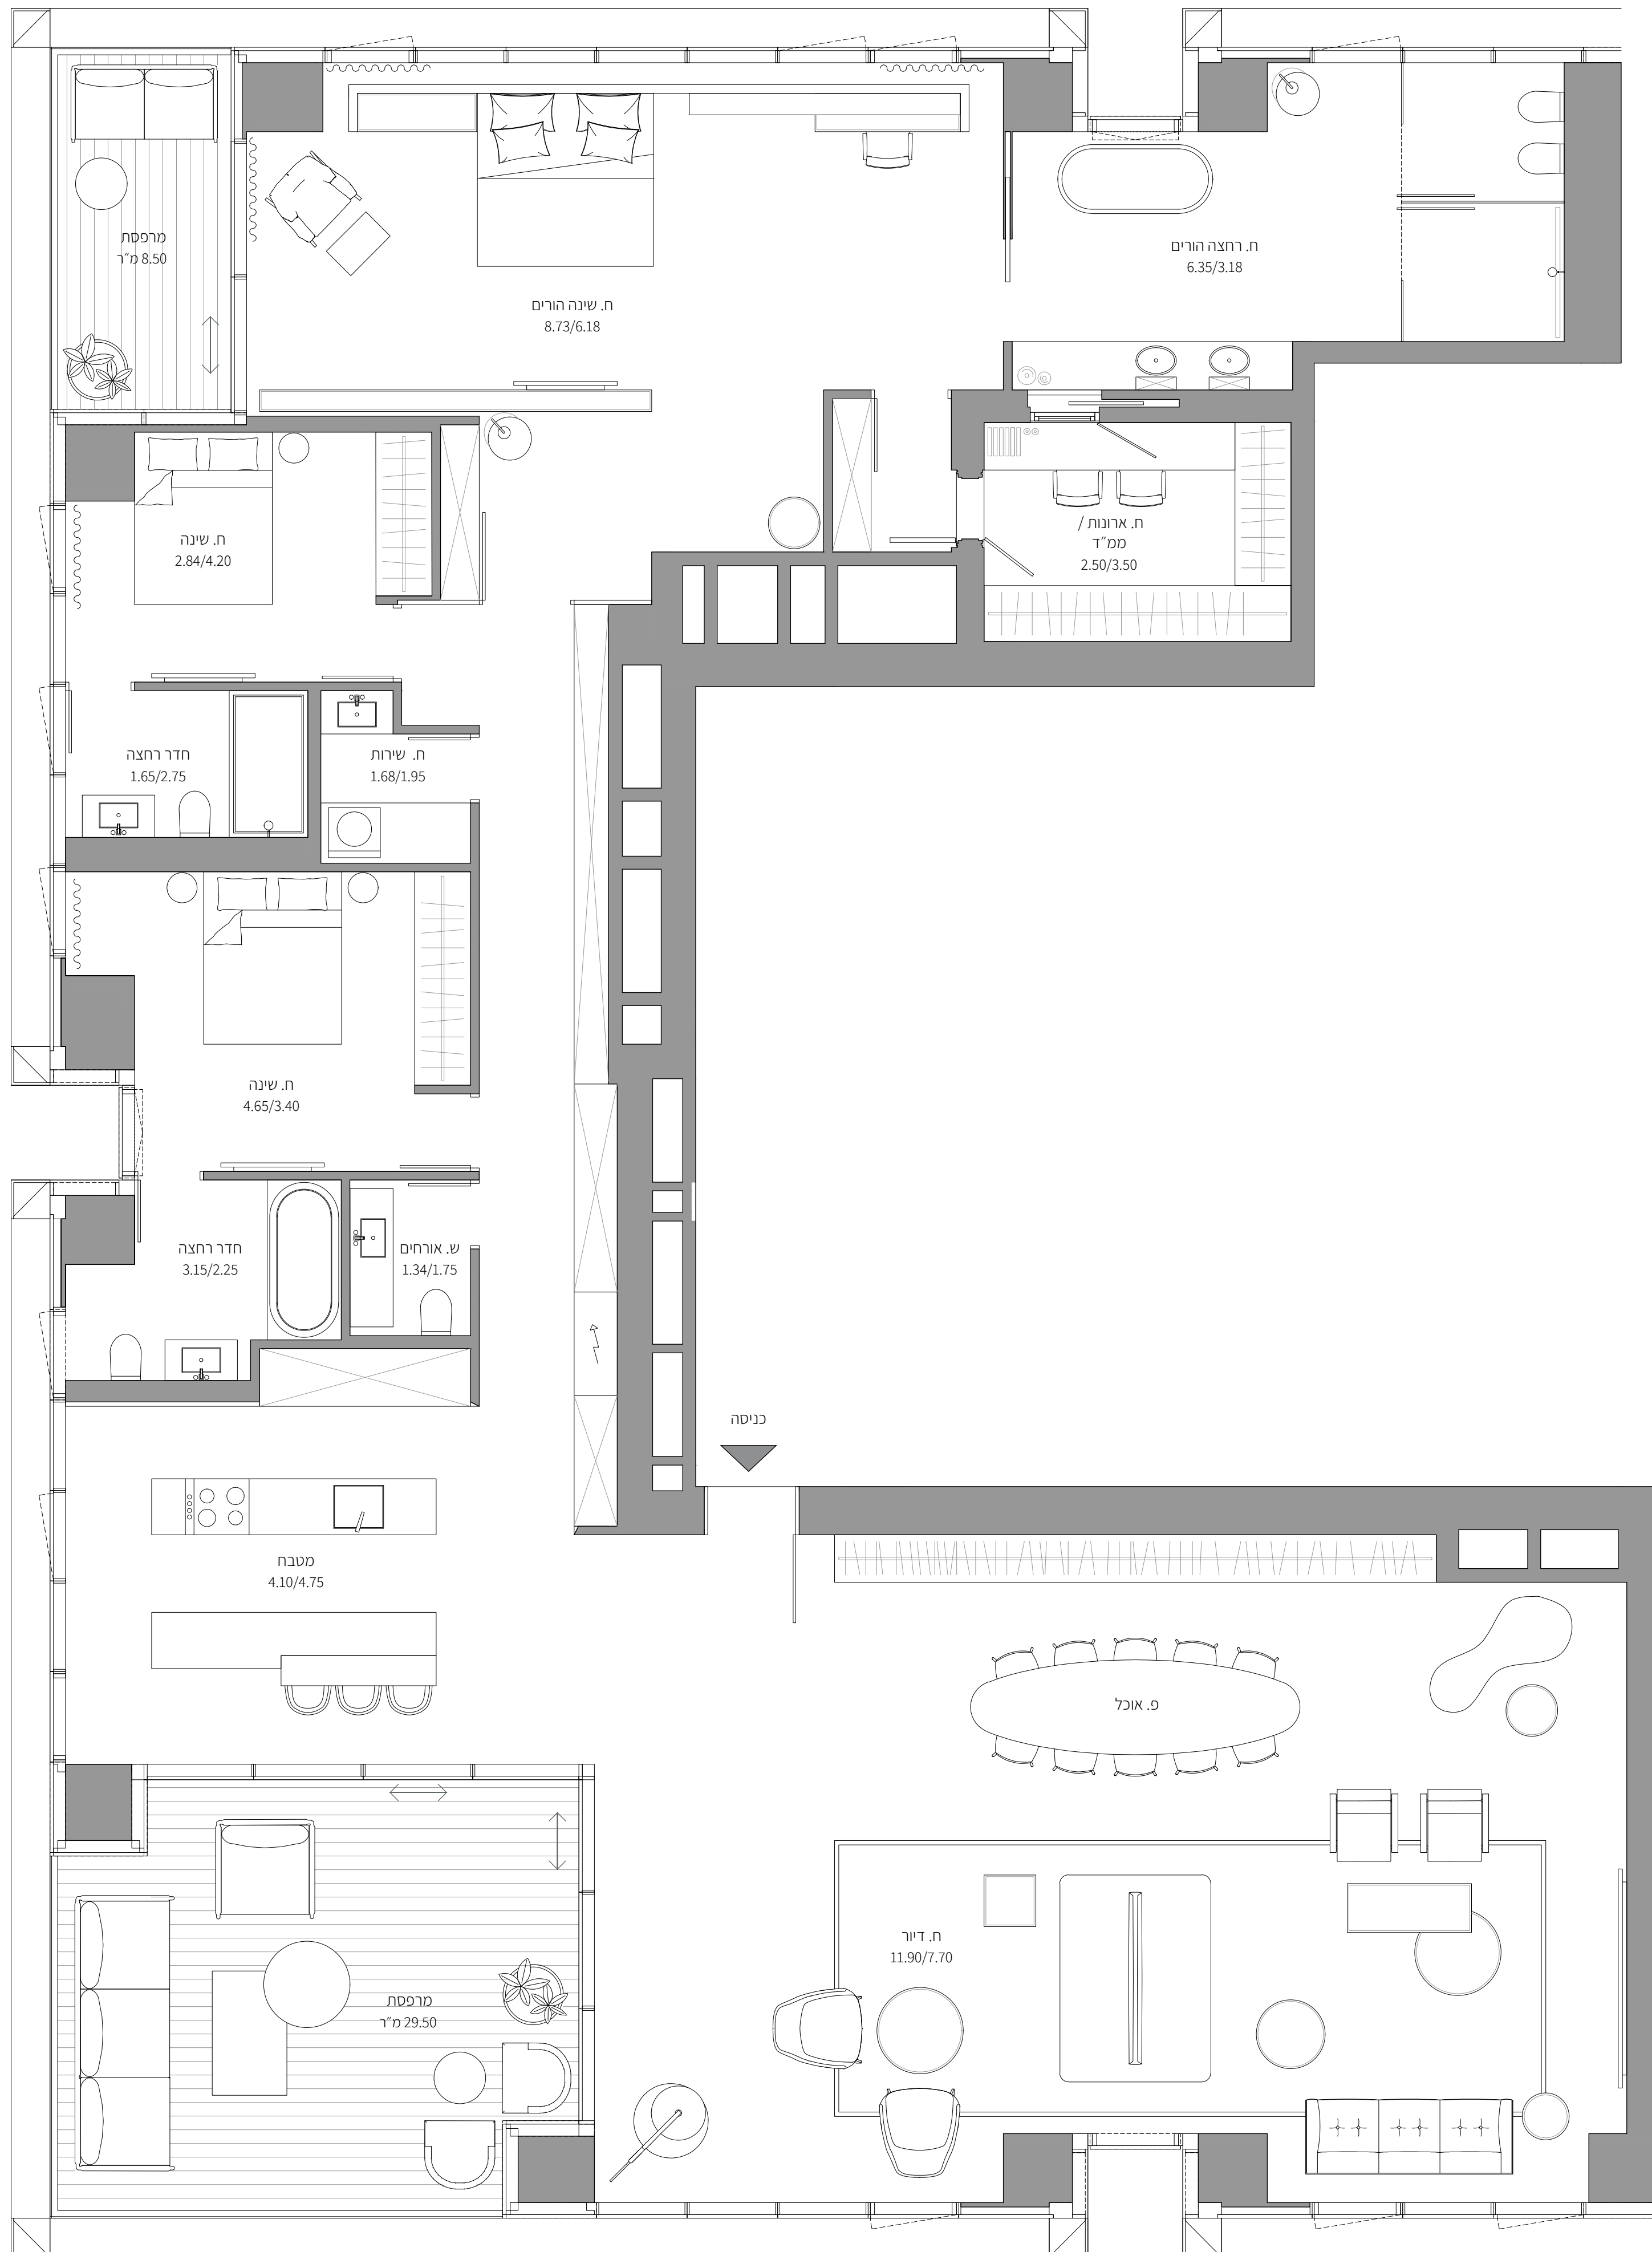 מרפסת
8.50 מ״ר
ח. רחצה הורים
6.35/3.18
ח. שינה הורים
8.73/6.18
ח. שינה
2.84/4.20
ח. ארונות /
ממ״ד
2.50/3.50
חדר רחצה
1.65/2.75
ח. שירות
1.68/1.95
ח. שינה
4.65/3.40
חדר רחצה
3.15/2.25
ש. אורחים
1.34/1.75
כניסה
מטבח
4.10/4.75
פ. אוכל
ח. דיור
11.90/7.70
מרפסת
29.50 מ״ר